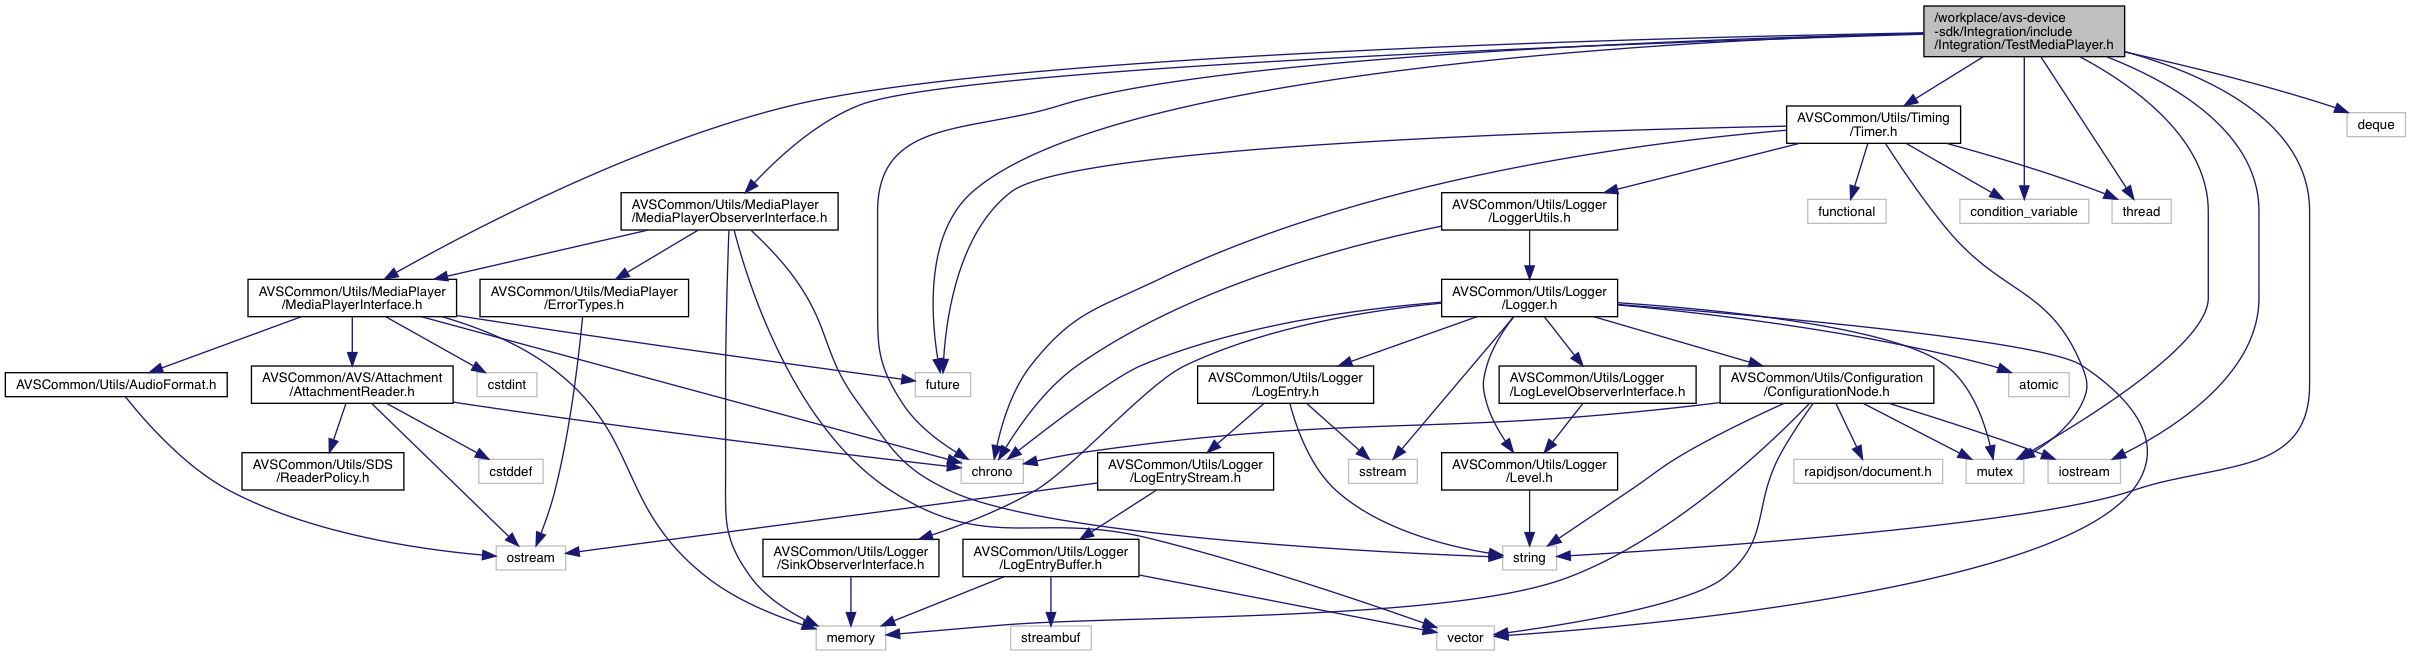 /workplace/avs-device
-sdk/Integration/include
/Integration/TestMediaPlayer.h
AVSCommon/Utils/Timing
/Timer.h
deque
AVSCommon/Utils/MediaPlayer
/MediaPlayerObserverInterface.h
AVSCommon/Utils/Logger
/LoggerUtils.h
functional
condition_variable
thread
AVSCommon/Utils/MediaPlayer
/MediaPlayerInterface.h
AVSCommon/Utils/MediaPlayer
/ErrorTypes.h
AVSCommon/Utils/Logger
/Logger.h
AVSCommon/Utils/AudioFormat.h
AVSCommon/AVS/Attachment
/AttachmentReader.h
cstdint
future
AVSCommon/Utils/Logger
/LogEntry.h
AVSCommon/Utils/Logger
/LogLevelObserverInterface.h
AVSCommon/Utils/Configuration
/ConfigurationNode.h
atomic
AVSCommon/Utils/SDS
/ReaderPolicy.h
cstddef
chrono
AVSCommon/Utils/Logger
/LogEntryStream.h
sstream
AVSCommon/Utils/Logger
/Level.h
rapidjson/document.h
mutex
iostream
ostream
AVSCommon/Utils/Logger
/SinkObserverInterface.h
AVSCommon/Utils/Logger
/LogEntryBuffer.h
string
memory
streambuf
vector